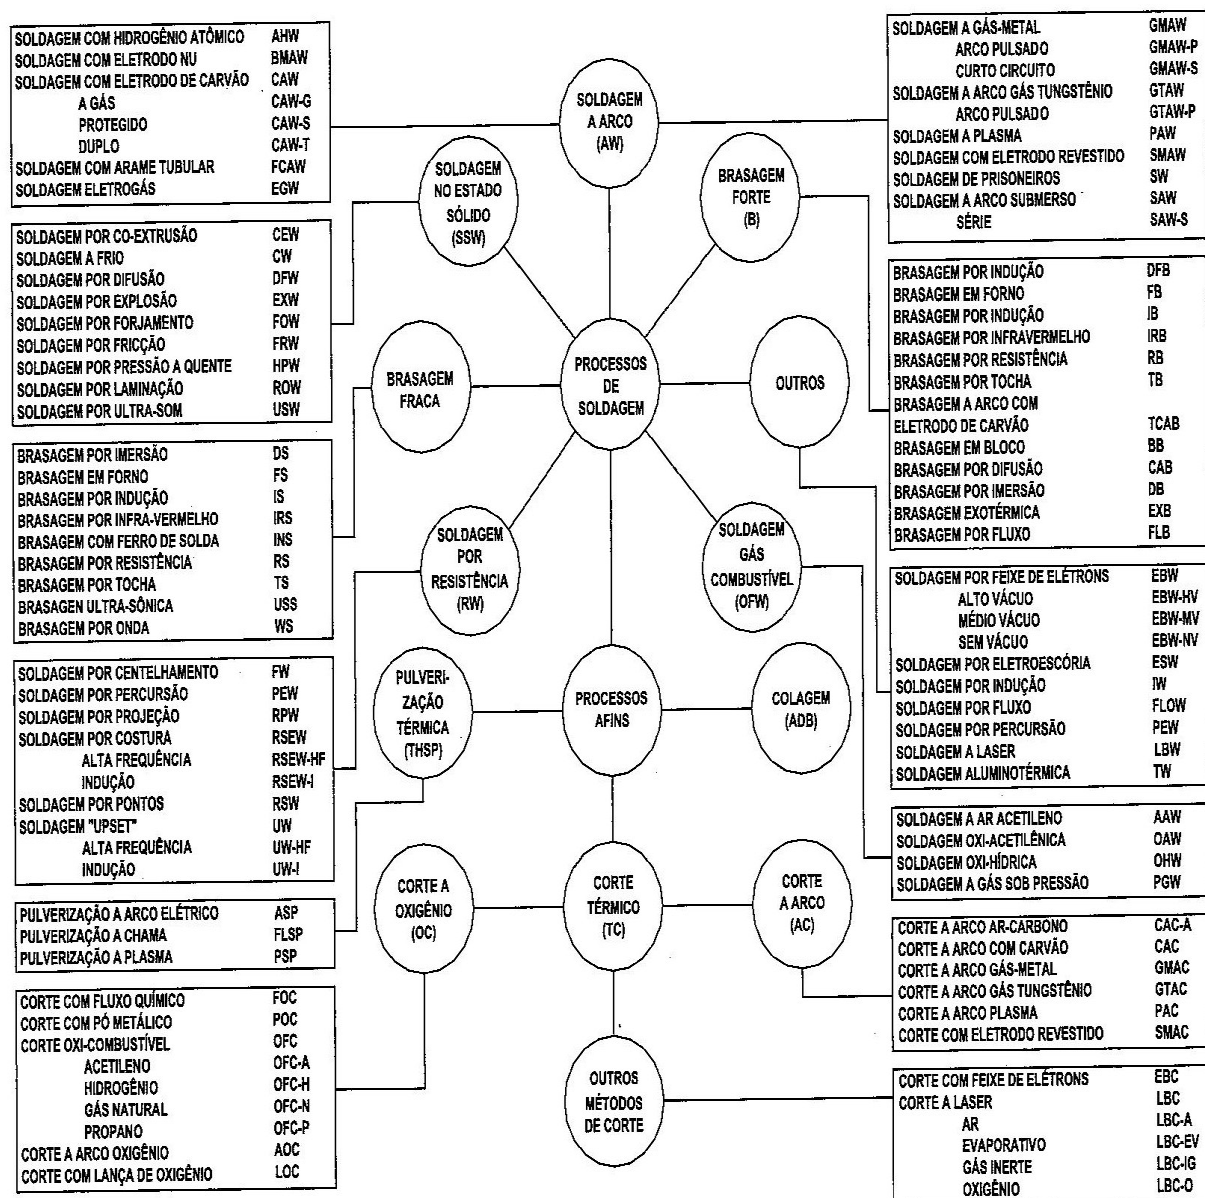 SOLDAGEM COM HIDROGÊNIO ATÔMICO AHW
SOLDAGEM COM ELETRODO NU BMAW
SOLDAGEM COM ELETRODO DE CARVÃO CAW
A GÁS CAW-G
PROTEGIDO CAW-S
DUPLO CAW-T
SOLDAGEM COM ARAME TUBULAR FCAW
SOLDAGEM ELETROGÁS EGW
SOLDAGEM POR CO-EXTRUSÃO CEW
SOLDAGEM A FRIO CW
SOLDAGEM POR DIFUSÃO DFW
SOLDAGEM POR EXPLOSÃO EXW
SOLDAGEM POR FORJAMENTO FOW
SOLDAGEM POR FRICÇÃO FRW
SOLDAGEM POR PRESSÃO A QUENTE HPW
SOLDAGEM POR LAMINAÇÃO ROW
SOLDAGEM POR ULTRA-SOM USW
BRASAGEM POR IMERSÃO DS
BRASAGEM EM FORNO FS
BRASAGEM POR INDUÇÃO IS
BRASAGEM POR INFRA-VERMELHO IRS
BRASAGEM COM FERRO DE SOLDA INS
BRASAGEM POR RESISTÊNCIA RS
BRASAGEM POR TOCHA TS
BRASAGEN ULTRA-SÔNICA USS
BRASAGEM POR ONDA WS
SOLDAGEM POR CENTELHAMENTO FW
SOLDAGEM POR PERCURSÃO PEW
SOLDAGEM POR PROJEÇÃO RPW
SOLDAGEM POR COSTURA RSEW
ALTA FREQUÊNCIA RSEW-HF
INDUÇÃO RSEW-I
SOLDAGEM POR PONTOS RSW
SOLDAGEM "UPSET" UW
ALTA FREQUÊNCIA UW-HF
INDUÇÃO UW-I
PULVERIZAÇÃO A ARCO ELÉTRICO ASP
PULVERIZAÇÃO A CHAMA FLSP
PULVERIZAÇÃO A PLASMA PSP
CORTE COM FLUXO QUÍMICO FOC
CORTE COM PÓ METÁLICO POC
CORTE OXI-COMBUSTÍVEL OFC
ACETILENO OFC-A
HIDROGÊNIO OFC-H
GÁS NATURAL OFC-N
PROPANO OFC-P
CORTE A ARCO OXIGÊNIO AOC
CORTE COM LANÇA DE OXIGÊNIO LOC
SOLDAGEM
A ARCO
(AW)
SOLDAGEM
NO ESTADO
SÓLIDO
(SSW)
BRASAGEM
FORTE
(B)
BRASAGEM
FRACA
PROCESSOS
DE
SOLDAGEM
OUTROS
SOLDAGEM
POR
RESISTÊNCIA
(RW)
SOLDAGEM
GÁS
COMBUSTÍVEL
(OFW)
PULVERI-
ZAÇÃO
TÉRMICA
(THSP)
PROCESSOS
AFINS
COLAGEM
(ADB)
CORTE A
OXIGÊNIO
(OC)
CORTE
TÉRMICO
(TC)
CORTE
A ARCO
(AC)
OUTROS
MÉTODOS
DE CORTE
SOLDAGEM A GÁS-METAL GMAW
ARCO PULSADO GMAW-P
CURTO CIRCUITO GMAW-S
SOLDAGEM A ARCO GÁS TUNGSTÊNIO GTAW
ARCO PULSADO GTAW-P
SOLDAGEM A PLASMA PAW
SOLDAGEM COM ELETRODO REVESTIDO SMAW
SOLDAGEM DE PRISONEIROS SW
SOLDAGEM A ARCO SUBMERSO SAW
SÉRIE SAW-S
BRASAGEM POR INDUÇÃO DFB
BRASAGEM EM FORNO FB
BRASAGEM POR INDUÇÃO IB
BRASAGEM POR INFRAVERMELHO IRB
BRASAGEM POR RESISTÊNCIA RB
BRASAGEM POR TOCHA TB
BRASAGEM A ARCO COM
ELETRODO DE CARVÃO TCAB
BRASAGEM EM BLOCO BB
BRASAGEM POR DIFUSÃO CAB
BRASAGEM POR IMERSÃO DB
BRASAGEM EXOTÉRMICA EXB
BRASAGEM POR FLUXO FLB
SOLDAGEM POR FEIXE DE ELÉTRONS EBW
ALTO VÁCUO EBW-HV
MÉDIO VÁCUO EBW-MV
SEM VÁCUO EBW-NV
SOLDAGEM POR ELETROESCÓRIA ESW
SOLDAGEM POR INDUÇÃO IW
SOLDAGEM POR FLUXO FLOW
SOLDAGEM POR PERCURSÃO PEW
SOLDAGEM A LASER LBW
SOLDAGEM ALUMINOTÉRMICA TW
SOLDAGEM A AR ACETILENO AAW
SOLDAGEM OXI-ACETILÊNICA OAW
SOLDAGEM OXI-HÍDRICA OHW
SOLDAGEM A GÁS SOB PRESSÃO PGW
CORTE A ARCO AR-CARBONO CAC-A
CORTE A ARCO COM CARVÃO CAC
CORTE A ARCO GÁS-METAL GMAC
CORTE A ARCO GÁS TUNGSTÊNIO GTAC
CORTE A ARCO PLASMA PAC
CORTE COM ELETRODO REVESTIDO SMAC
CORTE COM FEIXE DE ELÉTRONS EBC
CORTE A LASER LBC
AR LBC-A
EVAPORATIVO LBC-EV
GÁS INERTE LBC-IG
OXIGÊNIO LBC-O